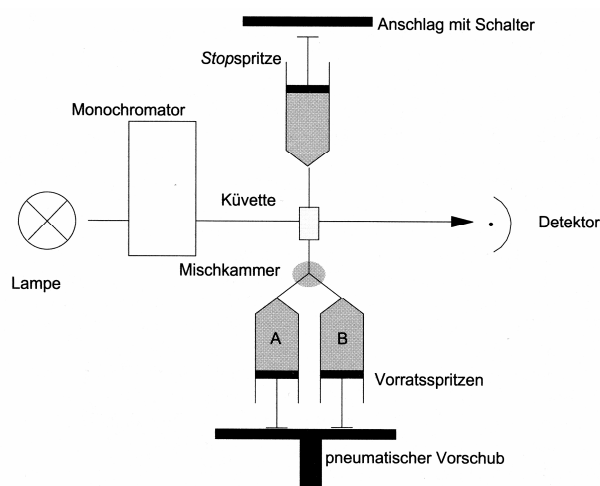 Anschlag mit Schalter
Stopspritze
Monochromator
Küvette
Detektor
Mischkammer
Lampe
A
B
Vorratsspritzen
pneumatischer Vorschub